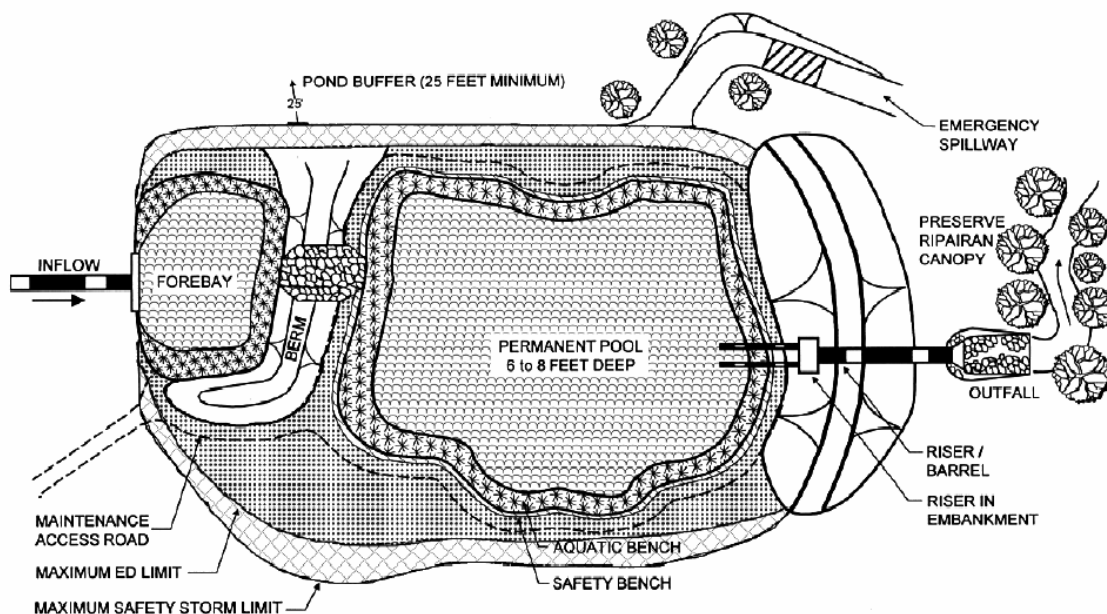 POND BUFFER (25 FEET MINIMUM)
25'
EMERGENCY
SPILLWAY
PRESERVE
RIPAIRAN
CANOPY
INFLOW
FOREBAY
BERM
PERMANENT POOL
6 to 8 FEET DEEP
OUTFALL
RISER /
BARREL
RISER IN
EMBANKMENT
MAINTENANCE
ACCESS ROAD
AQUATIC BENCH
MAXIMUM ED LIMIT
SAFETY BENCH
MAXIMUM SAFETY STORM LIMIT